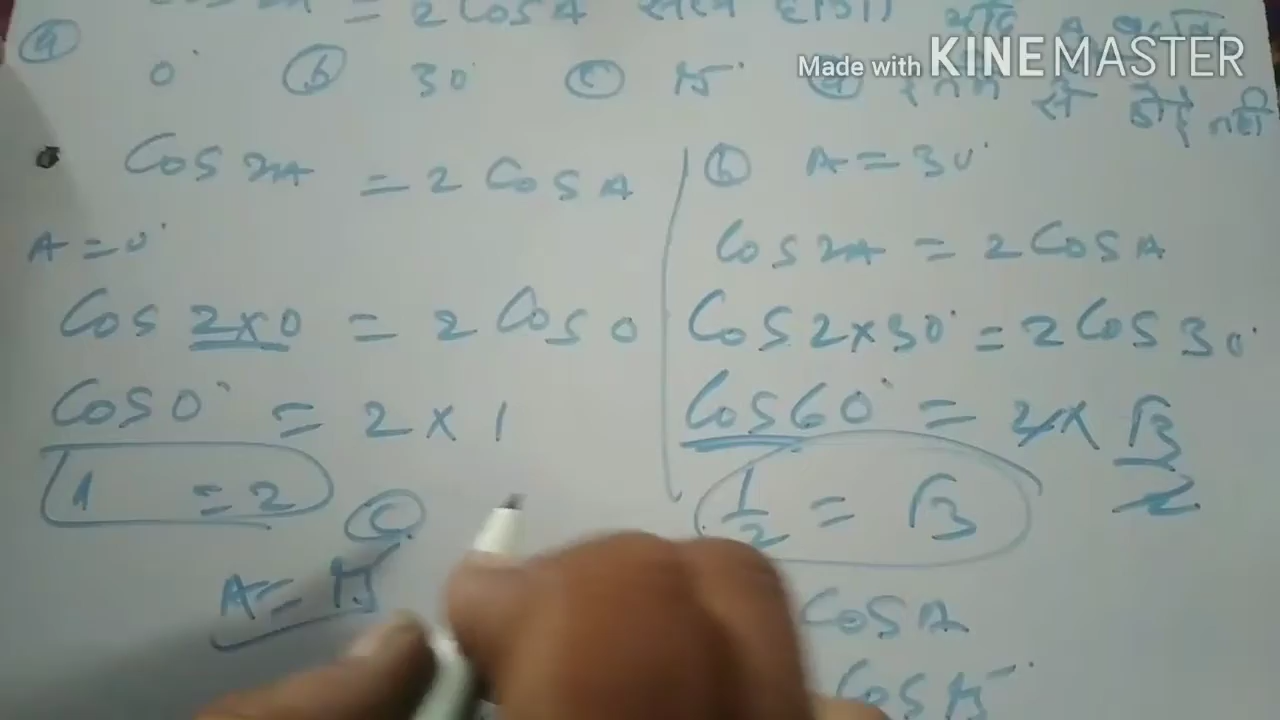 = 2 Cos A
Made with KINEMASTER
(a) 0° (b) 30° (c) 15° (d)
Cos 2A = 2 Cos A
A = 0°
Cos 2×0 = 2 Cos 0
Cos 0° = 2 × 1
1 = 2
(c)
A = 15
(b) A = 30°
Cos 2A = 2 Cos A
Cos 2×30° = 2 Cos 30°
Cos 60° = 2 × √3/2
1/2 = √3
Cos A
Cos 15°